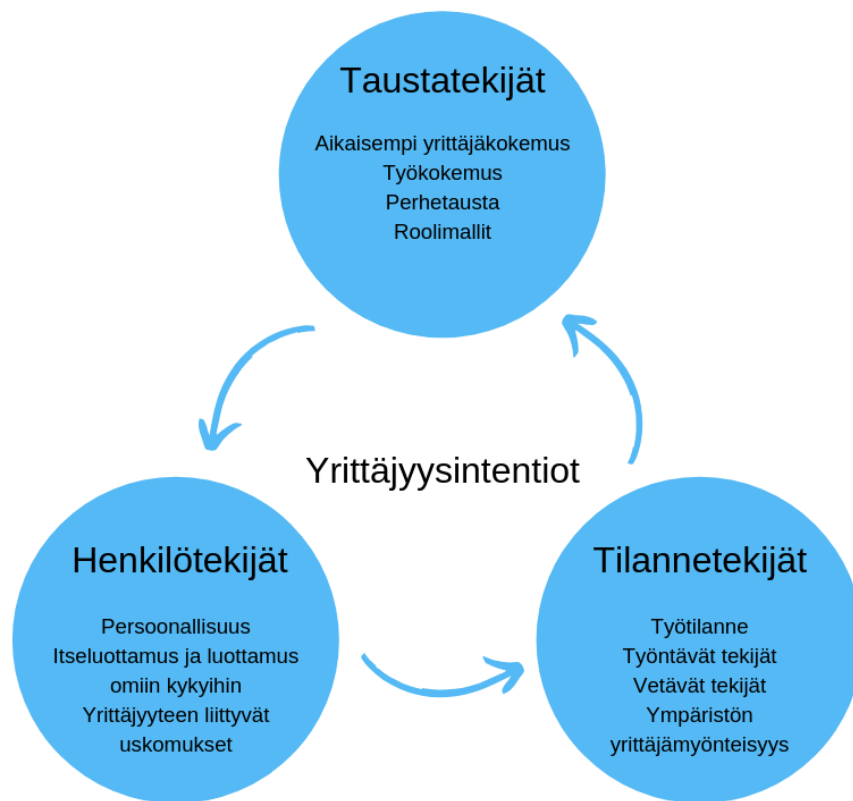 Taustatekijät
Aikaisempi yrittäjäkokemus
Työkokemus
Perhetausta
Roolimallit
Yrittäjyysintentiot
Henkilötekijät
Persoonallisuus
Itseluottamus ja luottamus
omiin kykyihin
Yrittäjyyteen liittyvät
uskomukset
Tilannetekijät
Työtilanne
Työntävät tekijät
Vetävät tekijät
Ympäristön
yrittäjämyönteisyys